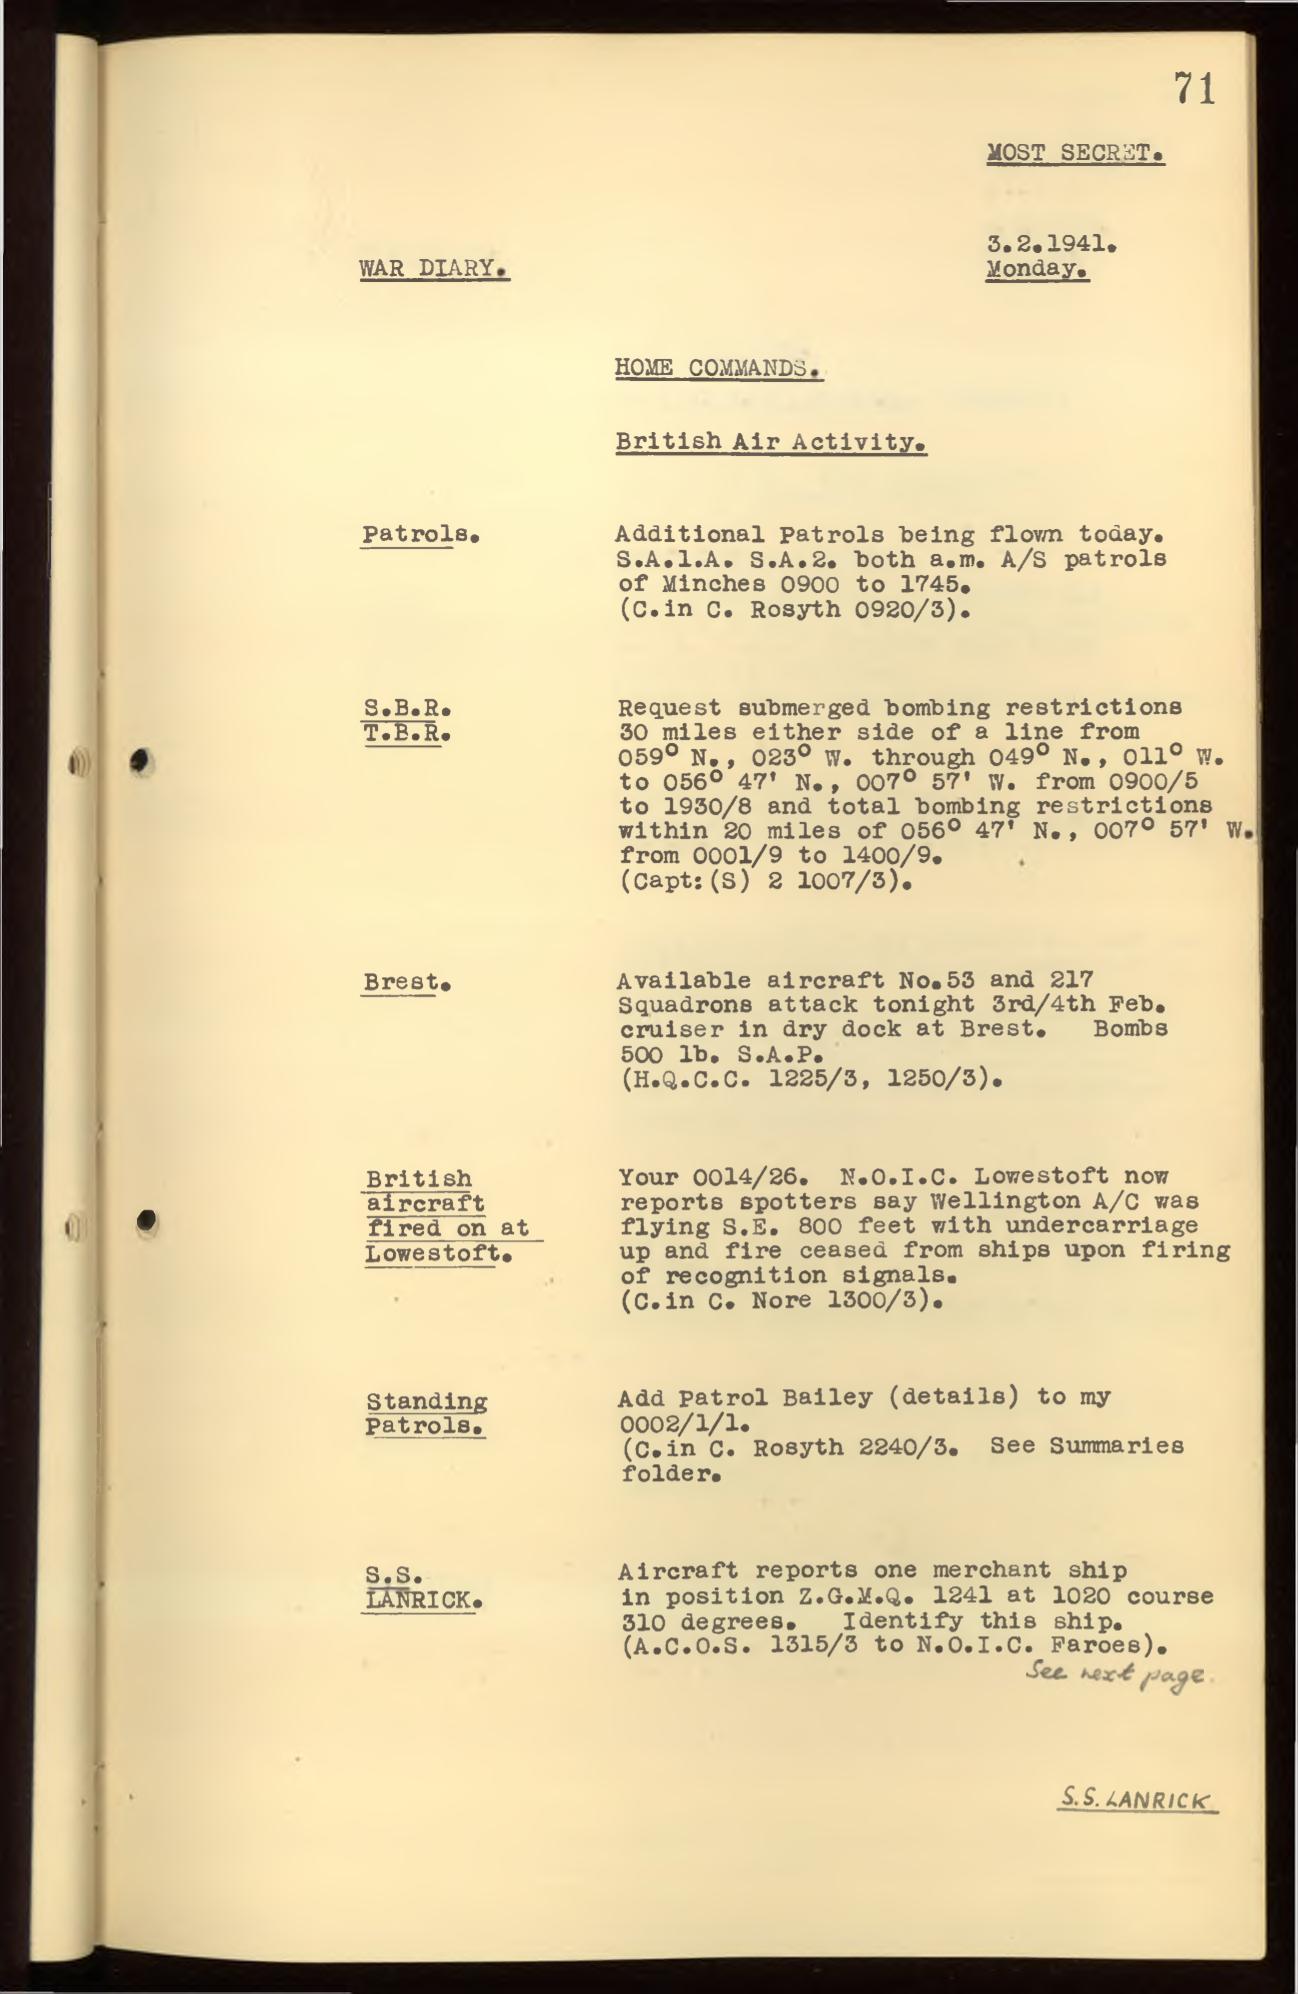 71
MOST SECRET.
3.2.1941.
WAR DIARY. Monday.
HOME COMMANDS.
British Air Activity.
Patrols. Additional Patrols being flown today.
S.A.1.A. S.A.2. both a.m. A/S patrols
of Minches 0900 to 1745.
(C.in C. Rosyth 0920/3).
S.B.R. Request submerged bombing restrictions
T.B.R. 30 miles either side of a line from
059° N., 023° W. through 049° N., 011° W.
to 056° 47' N., 007° 57' W. from 0900/5
to 1930/8 and total bombing restrictions
within 20 miles of 056° 47' N., 007° 57' W.
from 0001/9 to 1400/9.
(Capt:(S) 2 1007/3).
Brest. Available aircraft No.53 and 217
Squadrons attack tonight 3rd/4th Feb.
cruiser in dry dock at Brest. Bombs
500 lb. S.A.P.
(H.Q.C.C. 1225/3, 1250/3).
British Your 0014/26. N.O.I.C. Lowestoft now
aircraft reports spotters say Wellington A/C was
fired on at flying S.E. 800 feet with undercarriage
Lowestoft. up and fire ceased from ships upon firing
of recognition signals.
(C.in C. Nore 1300/3).
Standing Add Patrol Bailey (details) to my
Patrols. 0002/1/1.
(C.in C. Rosyth 2240/3. See Summaries
folder.
S.S. Aircraft reports one merchant ship
LANRICK. in position Z.G.M.Q. 1241 at 1020 course
310 degrees. Identify this ship.
(A.C.O.S. 1315/3 to N.O.I.C. Faroes).
See next page.
S.S. LANRICK